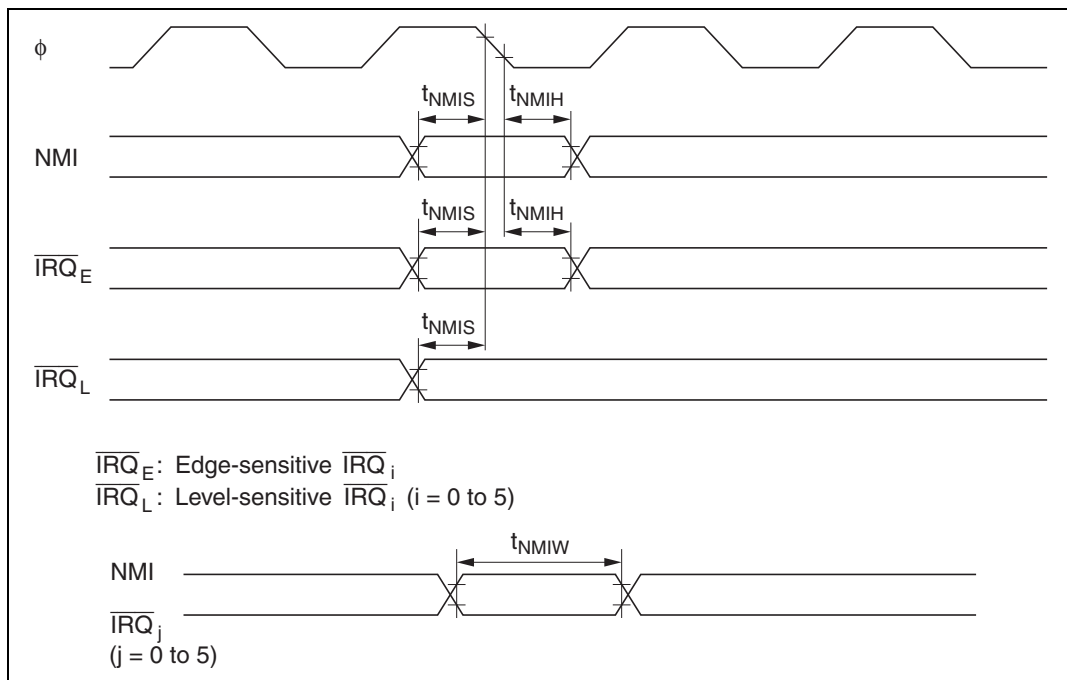 ϕ
tNMIS tNMIH
NMI
tNMIS tNMIH
IRQE
tNMIS
IRQL
IRQE: Edge-sensitive IRQi
IRQL: Level-sensitive IRQi (i = 0 to 5)
tNMIW
NMI
IRQj
(j = 0 to 5)